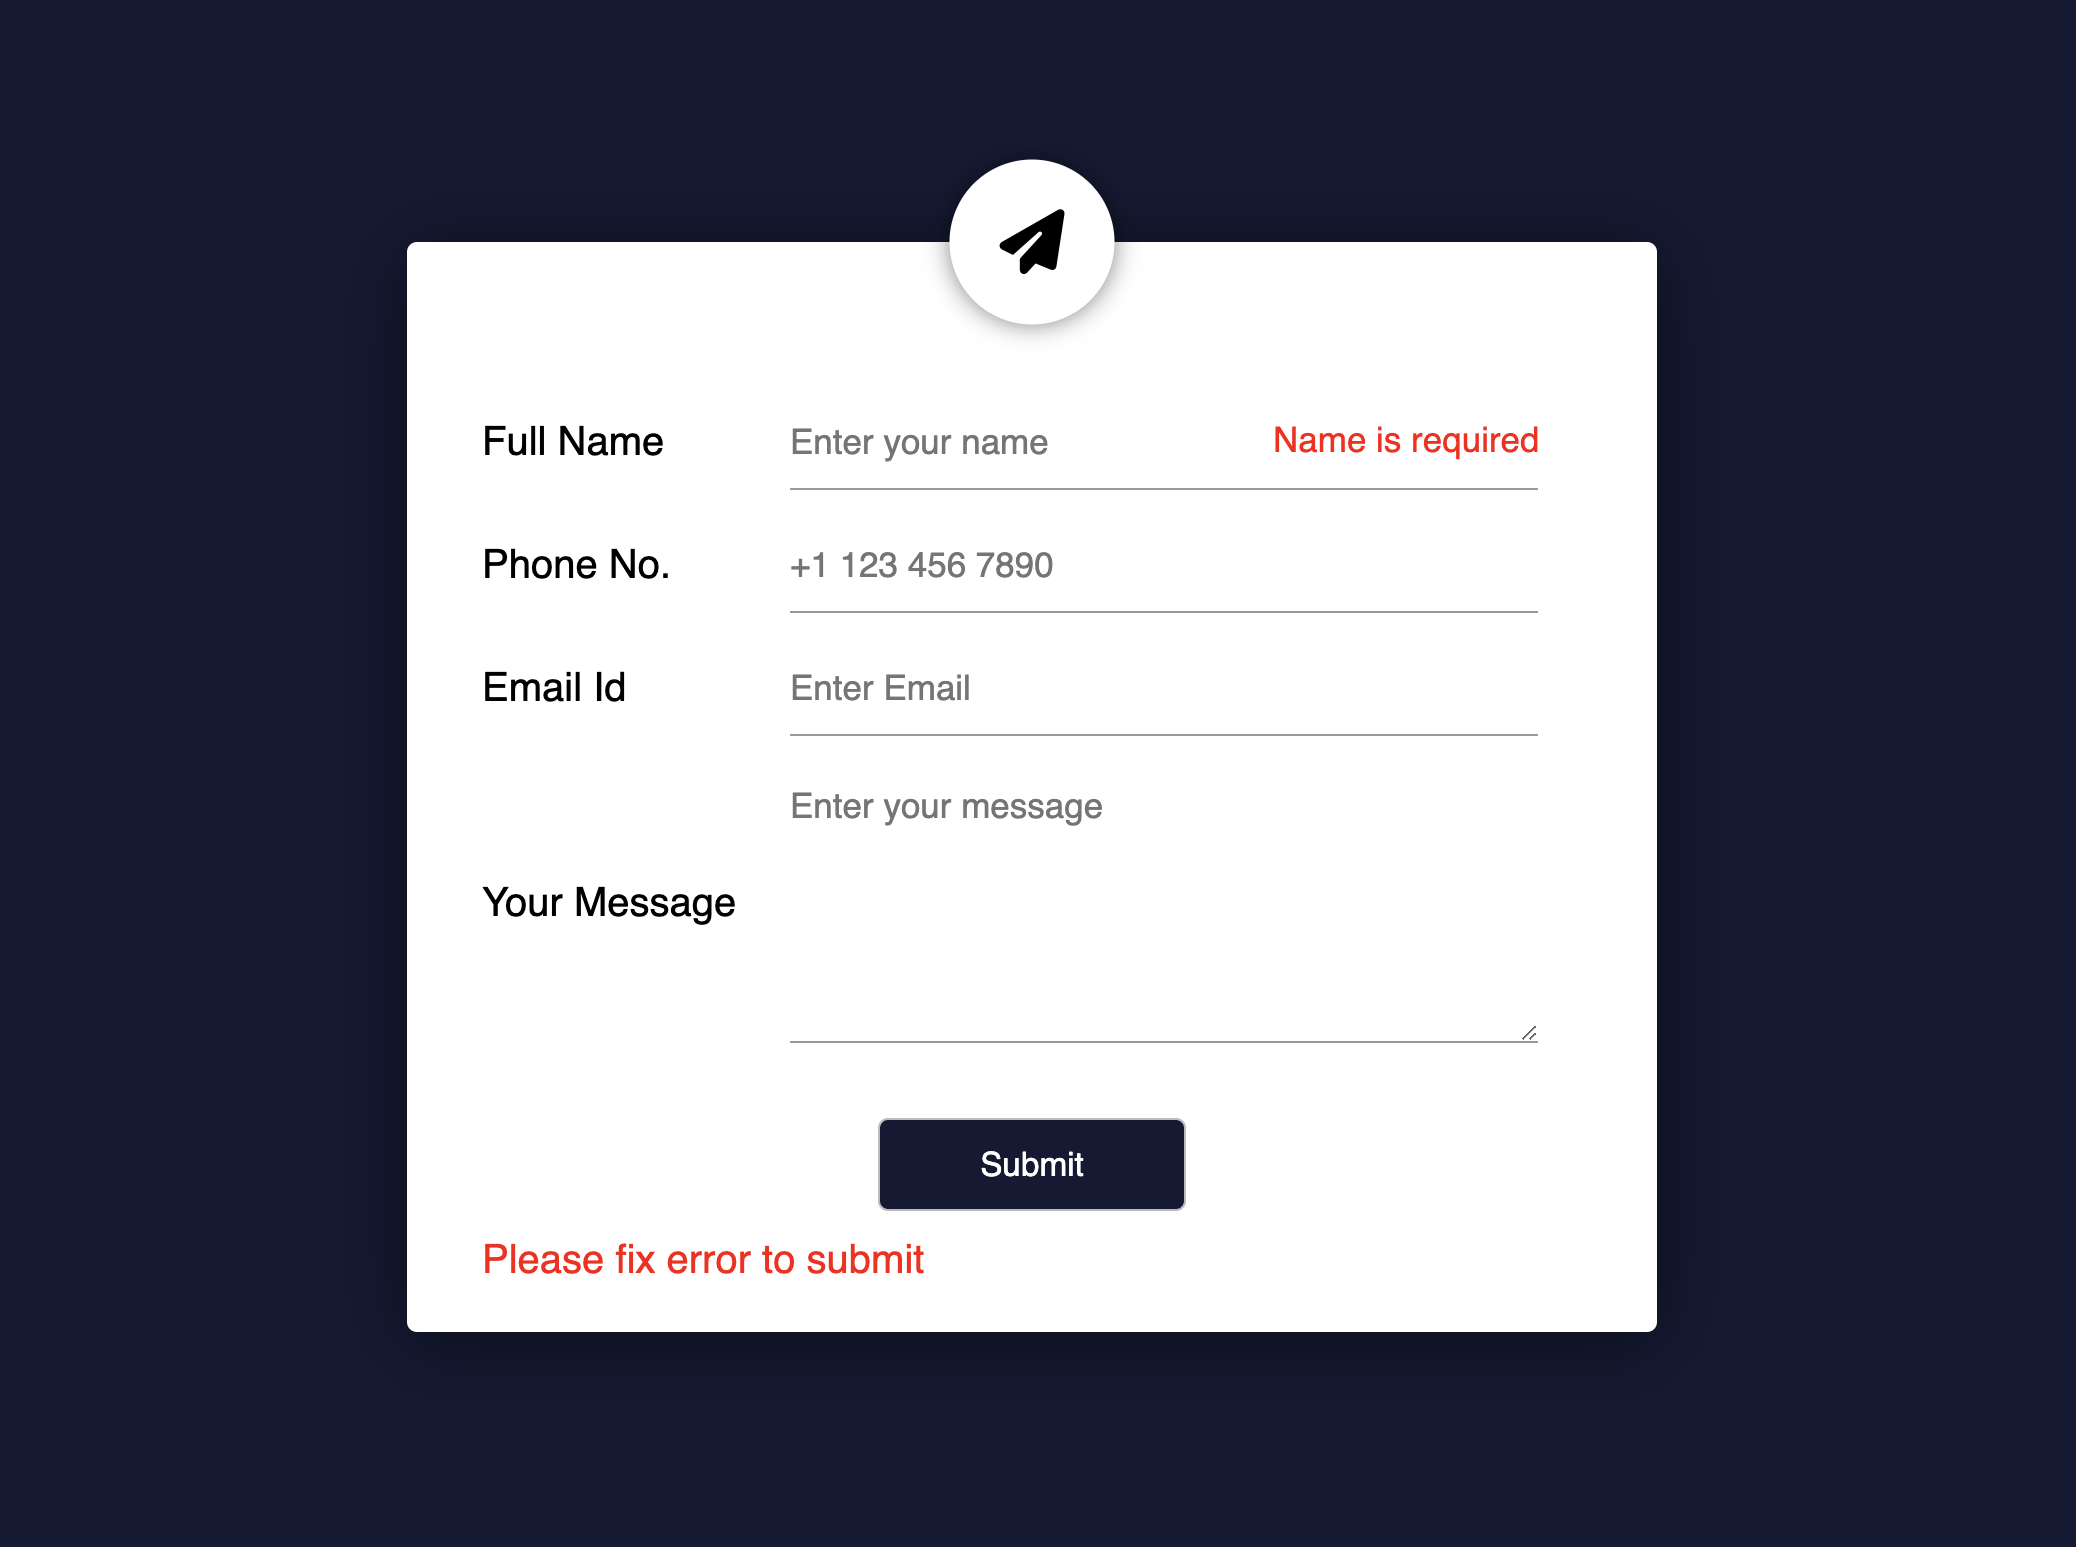 Full Name
Enter your name
Name is required
Phone No.
+1 123 456 7890
Email Id
Enter Email
Enter your message
Your Message
Submit
Please fix error to submit